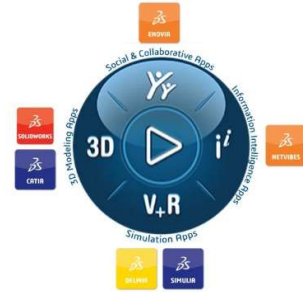 ENOVIA
Social & Collaborative Apps
SOLIDWORKS
CATIA
3D Modeling Apps
3D
i i
V+R
Information Intelligence Apps
NETVIBES
Simulation Apps
DELMIA
SIMULIA